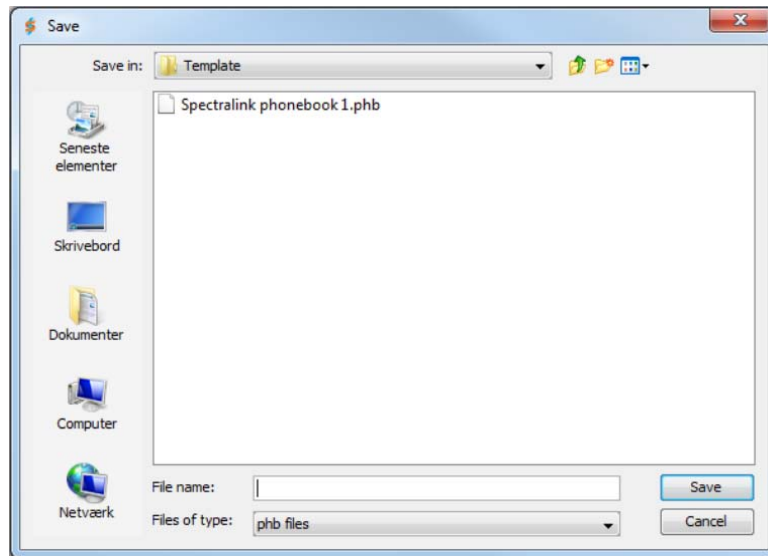 Save
Save in: Template
Spectralink phonebook 1.phb
Seneste
elementer
Skrivebord
Dokumenter
Computer
Netværk
File name:
Save
Files of type: phb files
Cancel